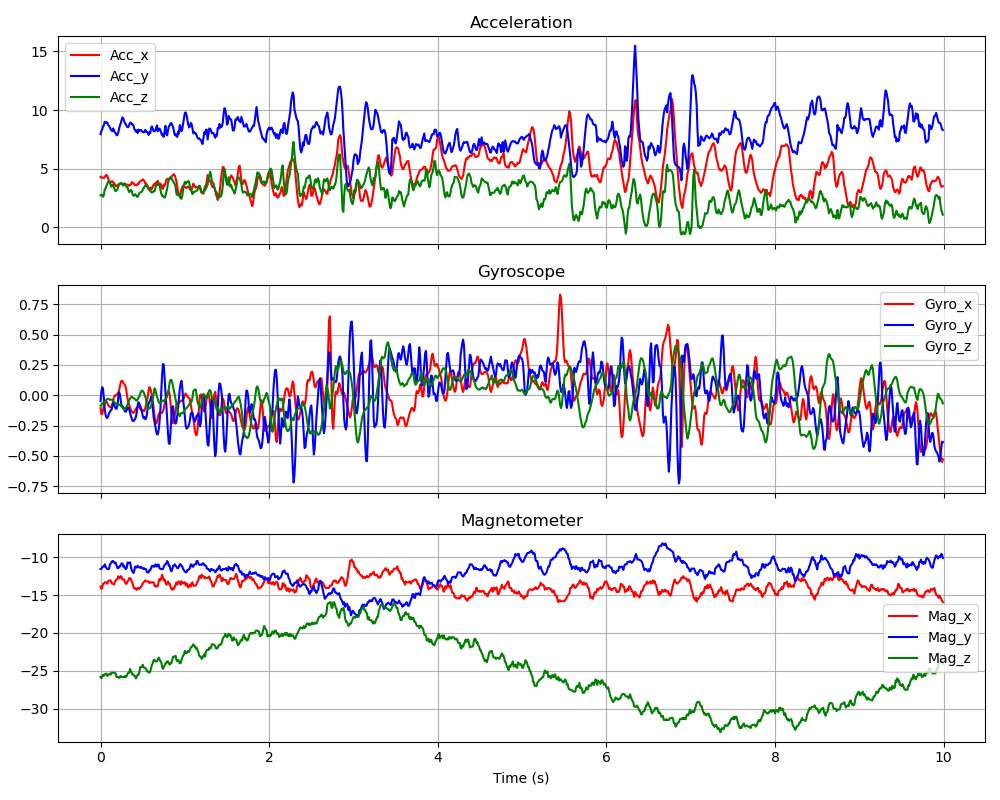 Acceleration
15
10
5
0
Acc_x
Acc_y
Acc_z
Gyroscope
0.75
0.50
0.25
0.00
−0.25
−0.50
−0.75
Gyro_x
Gyro_y
Gyro_z
Magnetometer
−10
−15
−20
−25
−30
Mag_x
Mag_y
Mag_z
0 2 4 6 8 10
Time (s)